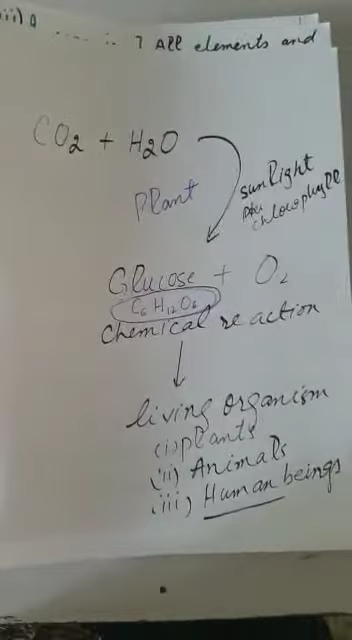 iii) A ..... .. ? All elements and
CO2 + H2O
Plant
sunlight
chlorophyll
Glucose + O2
C6H12O6
chemical reaction
living organism
(i) plants
(ii) Animals
(iii) Human beings